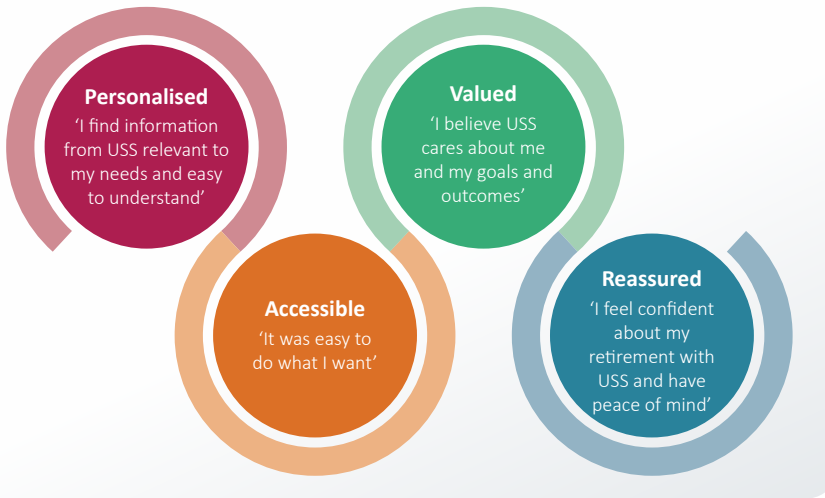 Personalised
‘I find information
from USS relevant to
my needs and easy
to understand’
Accessible
‘It was easy to
do what I want’
Valued
‘I believe USS
cares about me
and my goals and
outcomes’
Reassured
‘I feel confident
about my
retirement with
USS and have
peace of mind’